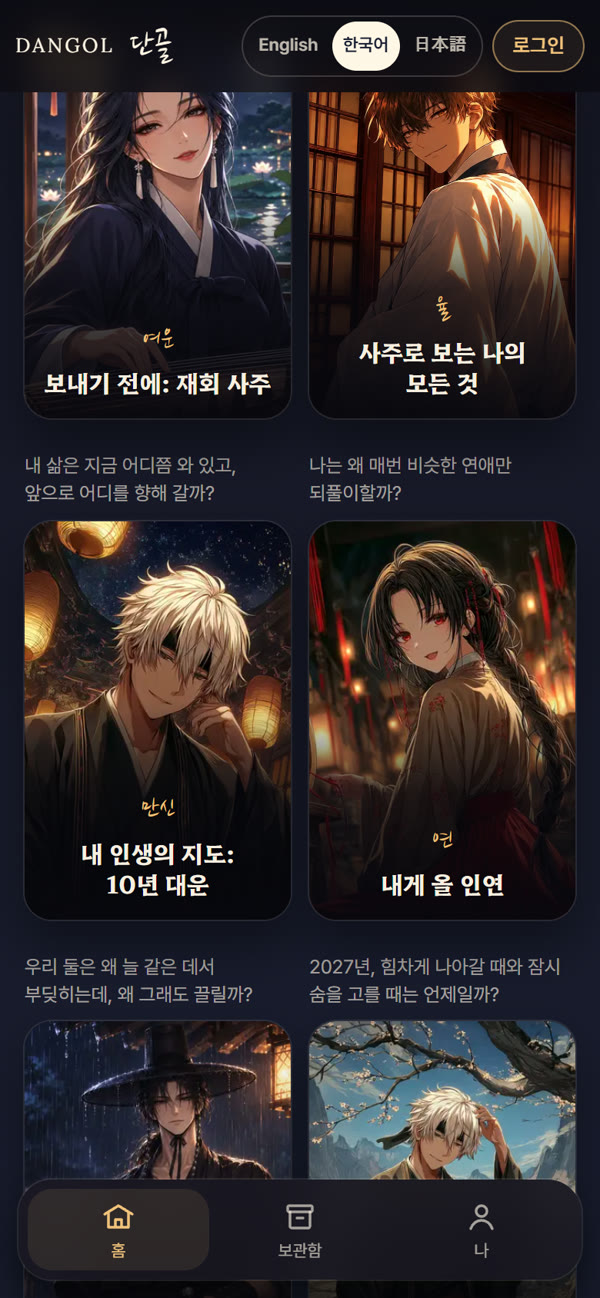 DANGOL 단골
English 한국어 日本語
로그인
여운
보내기 전에: 재회 사주
율
사주로 보는 나의
모든 것
내 삶은 지금 어디쯤 와 있고,
앞으로 어디를 향해 갈까?
나는 왜 매번 비슷한 연애만
되풀이할까?
만신
내 인생의 지도:
10년 대운
연
내게 올 인연
우리 둘은 왜 늘 같은 데서
부딪히는데, 왜 그래도 끌릴까?
2027년, 힘차게 나아갈 때와 잠시
숨을 고를 때는 언제일까?
홈
보관함
나